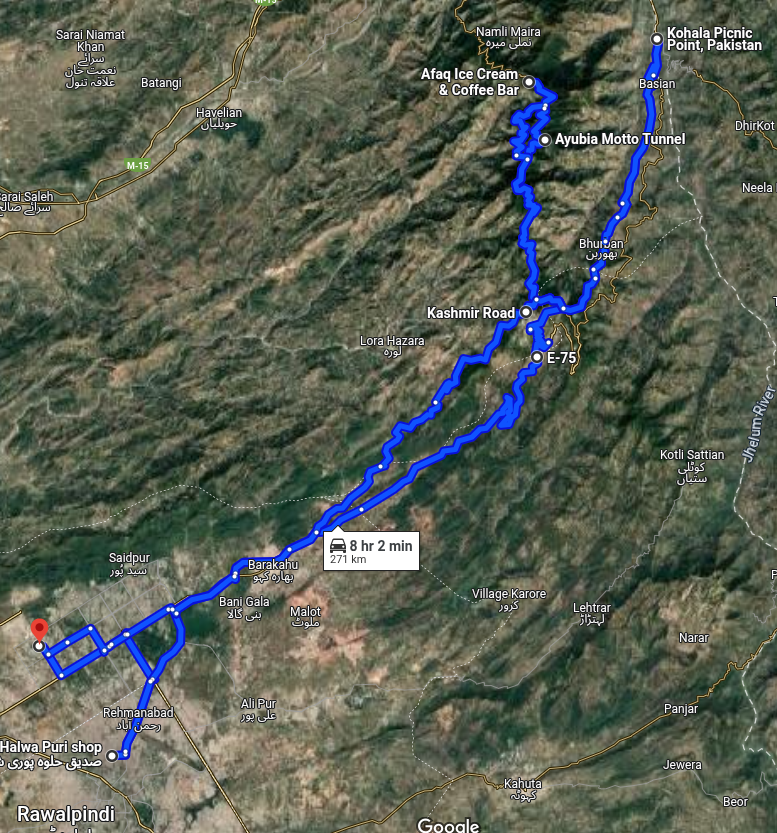 M-15
Namli Maira
نملی میرہ
Kohala Picnic
Point, Pakistan
Sarai Niamat
Khan
سرائے
نعمت خان
علاقہ تنول
Batangi
Afaq Ice Cream
& Coffee Bar
Basian
Havelian
حویلیاں
DhirKot
Ayubia Motto Tunnel
M-15
Sarai Saleh
سرائے صالح
Neela
Bhurban
بھوربن
Kashmir Road
Lora Hazara
لورہ
E-75
Jhelum River
Kotli Sattian
کوٹلی
ستیاں
8 hr 2 min
271 km
Saidpur
سید پور
Barakahu
بھارہ کہو
Bani Gala
بنی گالا
Malot
ملوٹ
Village Karore
کرور
Lehtrar
لہتڑاڑ
Narar
Rehmanabad
رحمٰن آباد
Ali Pur
علی پور
Panjar
Halwa Puri shop
صدیق حلوہ پوری
Jewera
Kahuta
کہوٹہ
Beor
Rawalpindi
Google